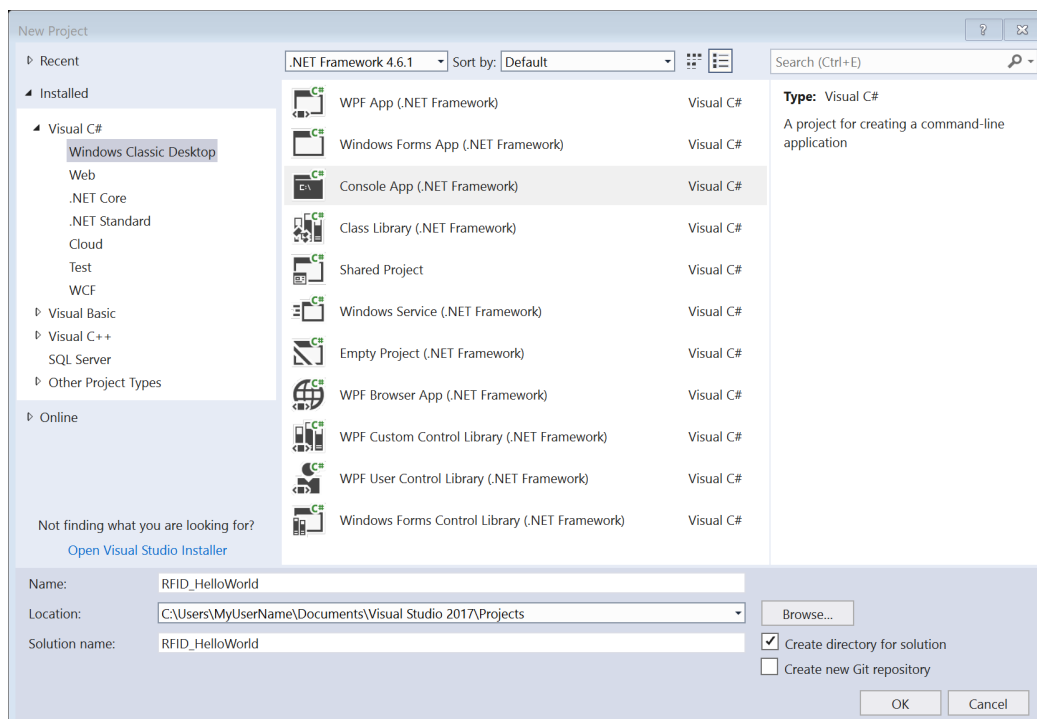 New Project
Recent
Installed
Visual C#
Windows Classic Desktop
Web
.NET Core
.NET Standard
Cloud
Test
WCF
Visual Basic
Visual C++
SQL Server
Other Project Types
Online
Not finding what you are looking for?
Open Visual Studio Installer
.NET Framework 4.6.1 Sort by: Default
WPF App (.NET Framework) Visual C#
Windows Forms App (.NET Framework) Visual C#
Console App (.NET Framework) Visual C#
Class Library (.NET Framework) Visual C#
Shared Project Visual C#
Windows Service (.NET Framework) Visual C#
Empty Project (.NET Framework) Visual C#
WPF Browser App (.NET Framework) Visual C#
WPF Custom Control Library (.NET Framework) Visual C#
WPF User Control Library (.NET Framework) Visual C#
Windows Forms Control Library (.NET Framework) Visual C#
Search (Ctrl+E)
Type: Visual C#
A project for creating a command-line
application
Name: RFID_HelloWorld
Location: C:\Users\MyUserName\Documents\Visual Studio 2017\Projects Browse...
Solution name: RFID_HelloWorld
Create directory for solution
Create new Git repository
OK Cancel